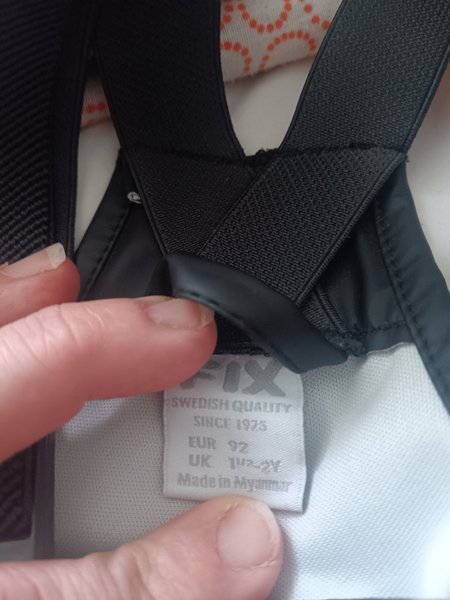 FIX
SWEDISH QUALITY
SINCE 1975
EUR 92
UK 1½-2Y
Made in Myanmar